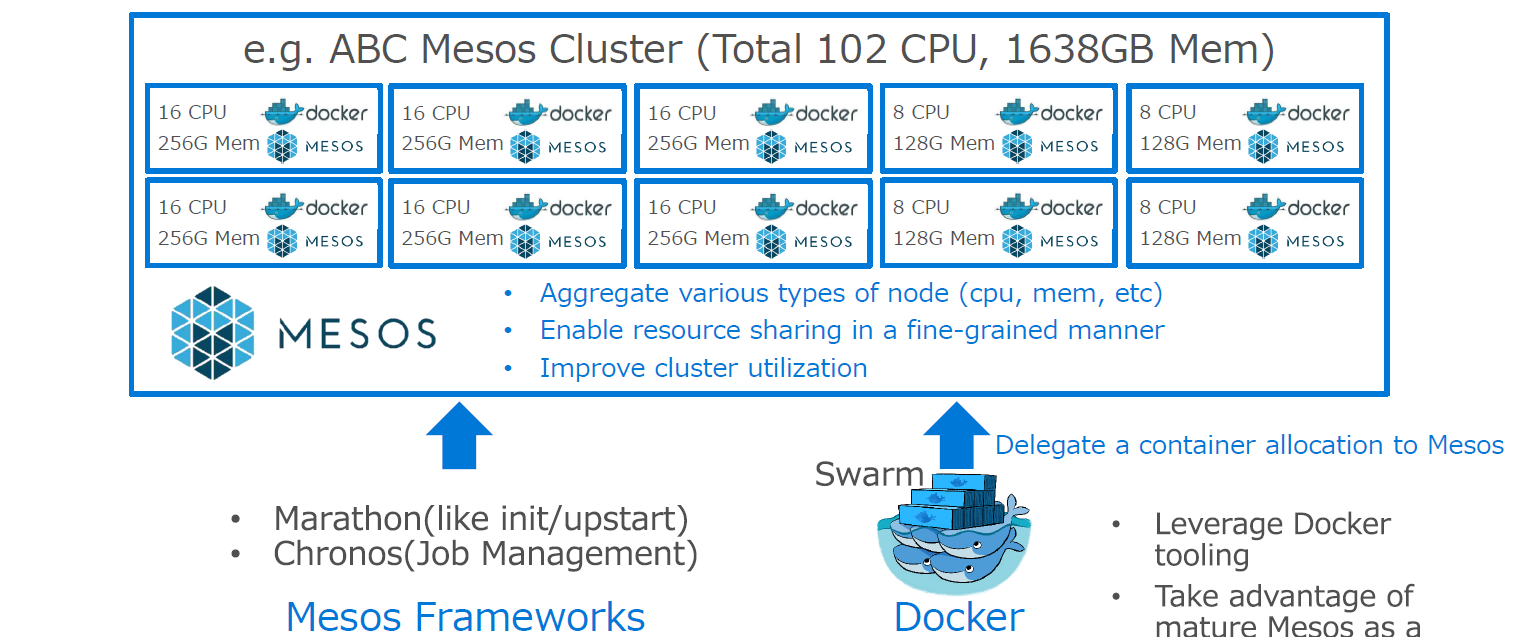 e.g. ABC Mesos Cluster (Total 102 CPU, 1638GB Mem)
16 CPU docker
256G Mem MESOS
16 CPU docker
256G Mem MESOS
16 CPU docker
256G Mem MESOS
8 CPU docker
128G Mem MESOS
8 CPU docker
128G Mem MESOS
16 CPU docker
256G Mem MESOS
16 CPU docker
256G Mem MESOS
16 CPU docker
256G Mem MESOS
8 CPU docker
128G Mem MESOS
8 CPU docker
128G Mem MESOS
MESOS
• Aggregate various types of node (cpu, mem, etc)
• Enable resource sharing in a fine-grained manner
• Improve cluster utilization
Delegate a container allocation to Mesos
Swarm
• Marathon(like init/upstart)
• Chronos(Job Management)
Mesos Frameworks
Docker
• Leverage Docker
tooling
• Take advantage of
mature Mesos as a